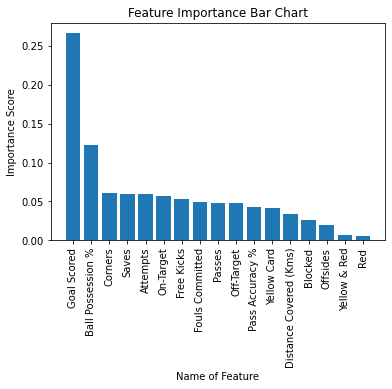 Feature Importance Bar Chart
Importance Score
0.25
0.20
0.15
0.10
0.05
0.00
Goal Scored
Ball Possession %
Corners
Saves
Attempts
On-Target
Free Kicks
Fouls Committed
Passes
Off-Target
Pass Accuracy %
Yellow Card
Distance Covered (Kms)
Blocked
Offsides
Yellow & Red
Red
Name of Feature